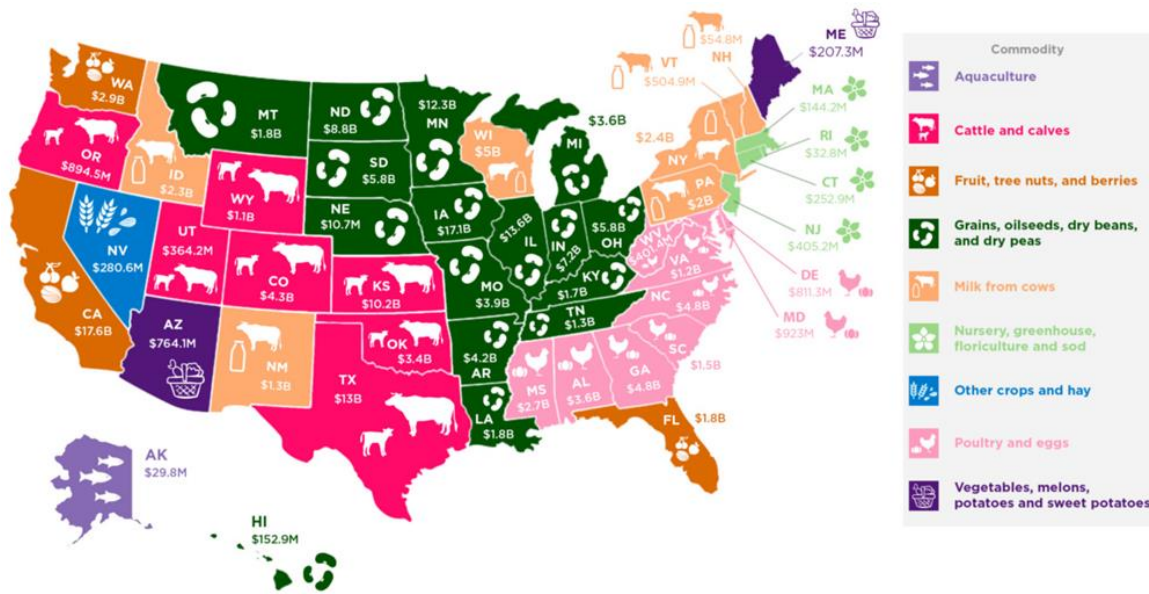 WA
$2.9B
OR
$894.5M
CA
$17.6B
NV
$280.6M
ID
$2.3B
MT
$1.8B
WY
$1.1B
UT
$364.2M
AZ
$764.1M
CO
$4.3B
NM
$1.3B
ND
$8.8B
SD
$5.8B
NE
$10.7M
KS
$10.2B
OK
$3.4B
TX
$13B
$12.3B
MN
IA
$17.1B
MO
$3.9B
$4.2B
AR
LA
$1.8B
WI
$5B
$13.6B
IL
$3.6B
MI
IN
$7.2B
$5.8B
OH
KY
$1.7B
TN
$1.3B
MS
$2.7B
AL
$3.6B
GA
$4.8B
FL
$1.8B
SC
$1.5B
NC
$4.8B
VA
$1.2B
WV
$401.4M
PA
$2B
$2.4B
NY
VT
$504.9M
$54.8M
NH
ME
$207.3M
MA
$144.2M
RI
$32.8M
CT
$252.9M
NJ
$405.2M
DE
$811.3M
MD
$923M
AK
$29.8M
HI
$152.9M
Commodity
Aquaculture
Cattle and calves
Fruit, tree nuts, and berries
Grains, oilseeds, dry beans,
and dry peas
Milk from cows
Nursery, greenhouse,
floriculture and sod
Other crops and hay
Poultry and eggs
Vegetables, melons,
potatoes and sweet potatoes